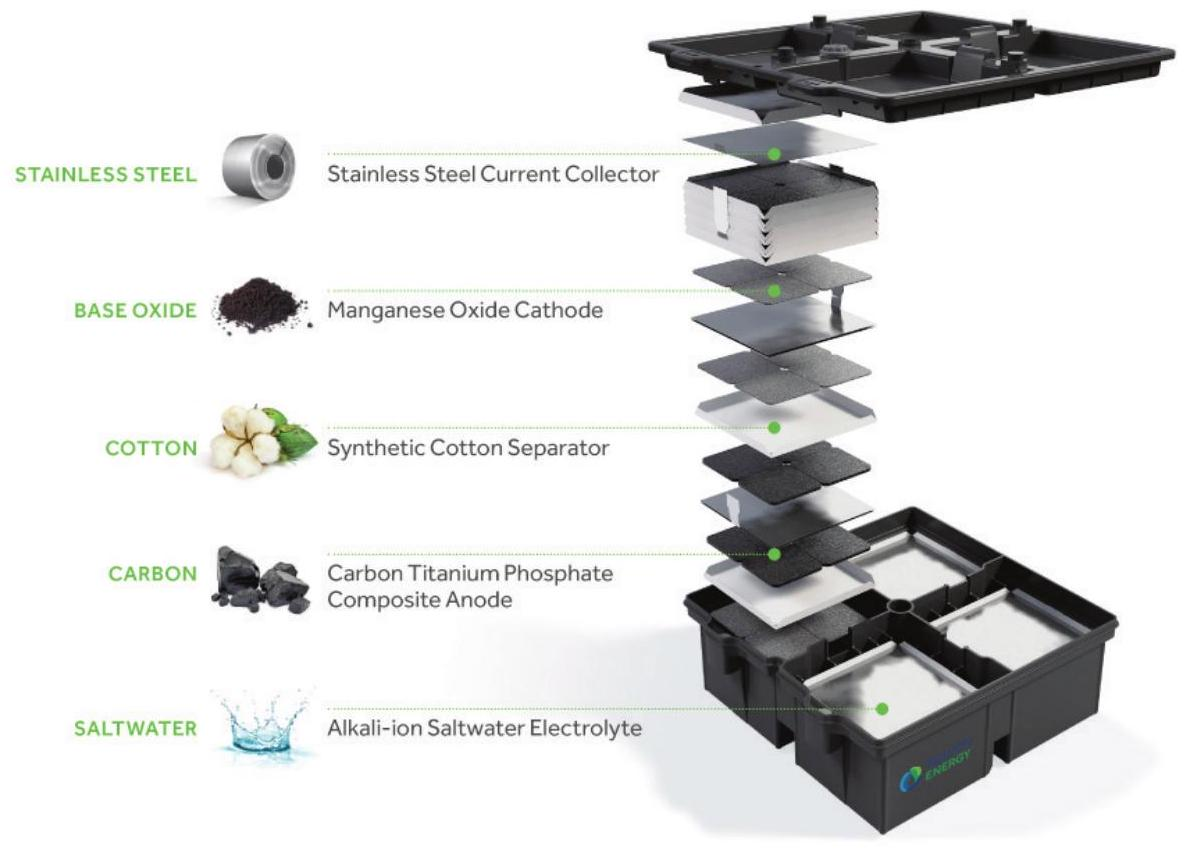 STAINLESS STEEL
Stainless Steel Current Collector
BASE OXIDE
Manganese Oxide Cathode
COTTON
Synthetic Cotton Separator
CARBON
Carbon Titanium Phosphate
Composite Anode
SALTWATER
Alkali-ion Saltwater Electrolyte
ENERGY